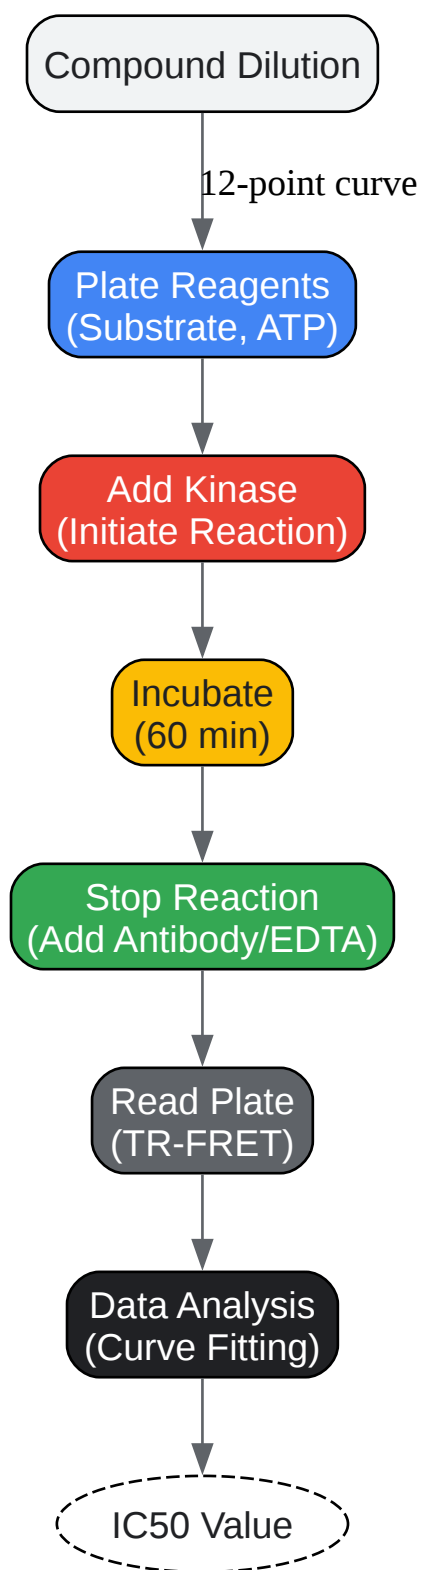 Compound Dilution
12-point curve
Plate Reagents
(Substrate, ATP)
Add Kinase
(Initiate Reaction)
Incubate
(60 min)
Stop Reaction
(Add Antibody/EDTA)
Read Plate
(TR-FRET)
Data Analysis
(Curve Fitting)
IC50 Value